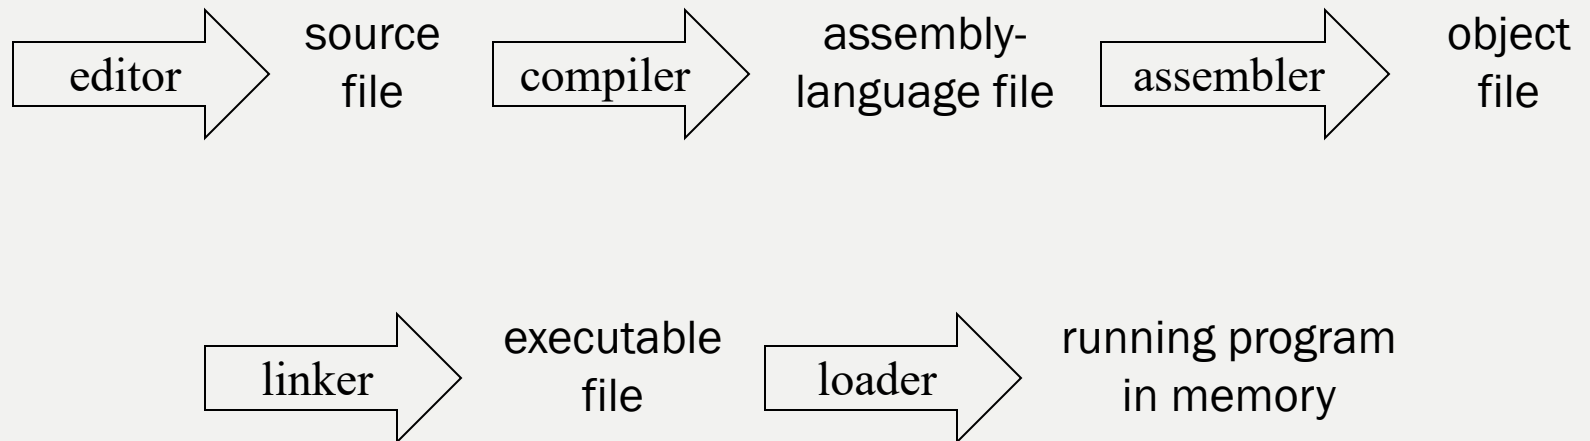 editor
source
file
compiler
assembly-
language file
assembler
object
file
linker
executable
file
loader
running program
in memory